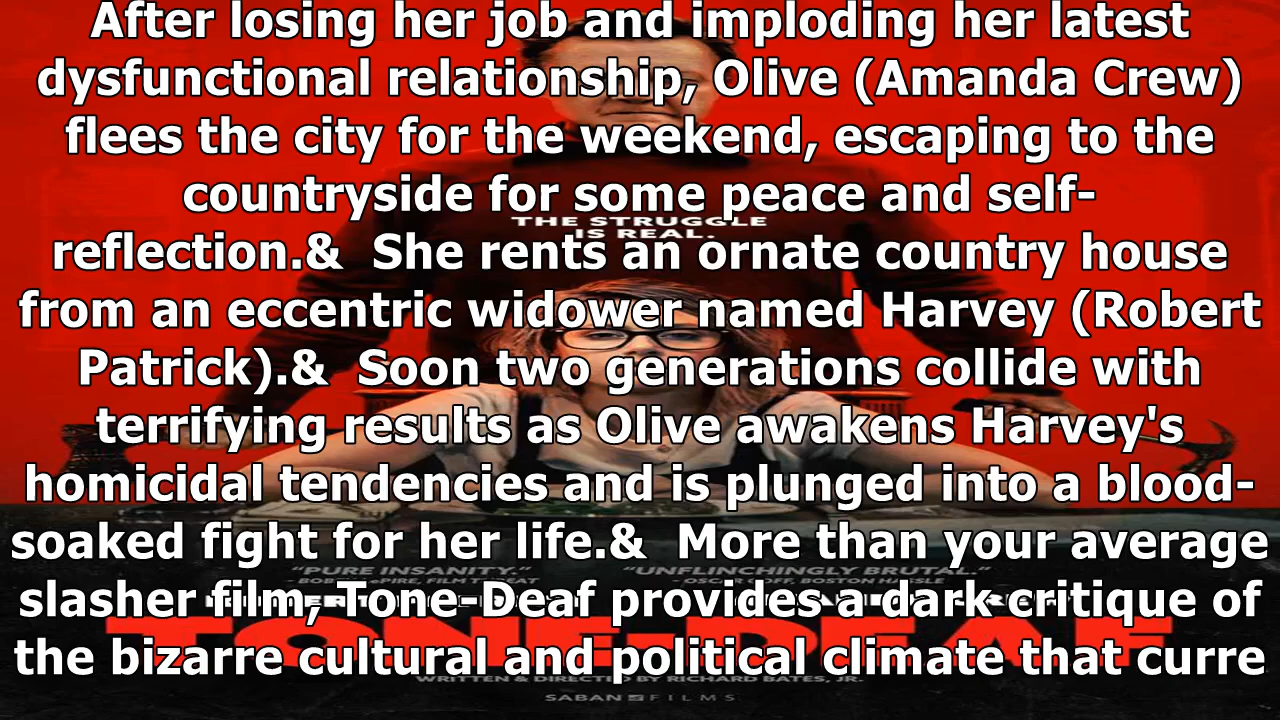 After losing her job and imploding her latest
dysfunctional relationship, Olive (Amanda Crew)
flees the city for the weekend, escaping to the
countryside for some peace and self-
THE STRUGGLE
IS REAL.
reflection.&  She rents an ornate country house
from an eccentric widower named Harvey (Robert
Patrick).&  Soon two generations collide with
terrifying results as Olive awakens Harvey's
homicidal tendencies and is plunged into a blood-
soaked fight for her life.&  More than your average
"PURE INSANITY."
"UNFLINCHINGLY BRUTAL."
slasher film, Tone-Deaf provides a dark critique of
TONE-DEAF
the bizarre cultural and political climate that curre
WRITTEN & DIRECTED BY RICHARD BATES, JR.
SABAN FILMS